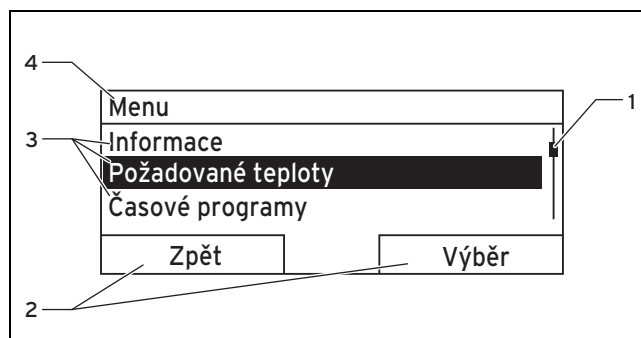 4
1
Menu
3
Informace
Požadované teploty
Časové programy
Zpět
Výběr
2